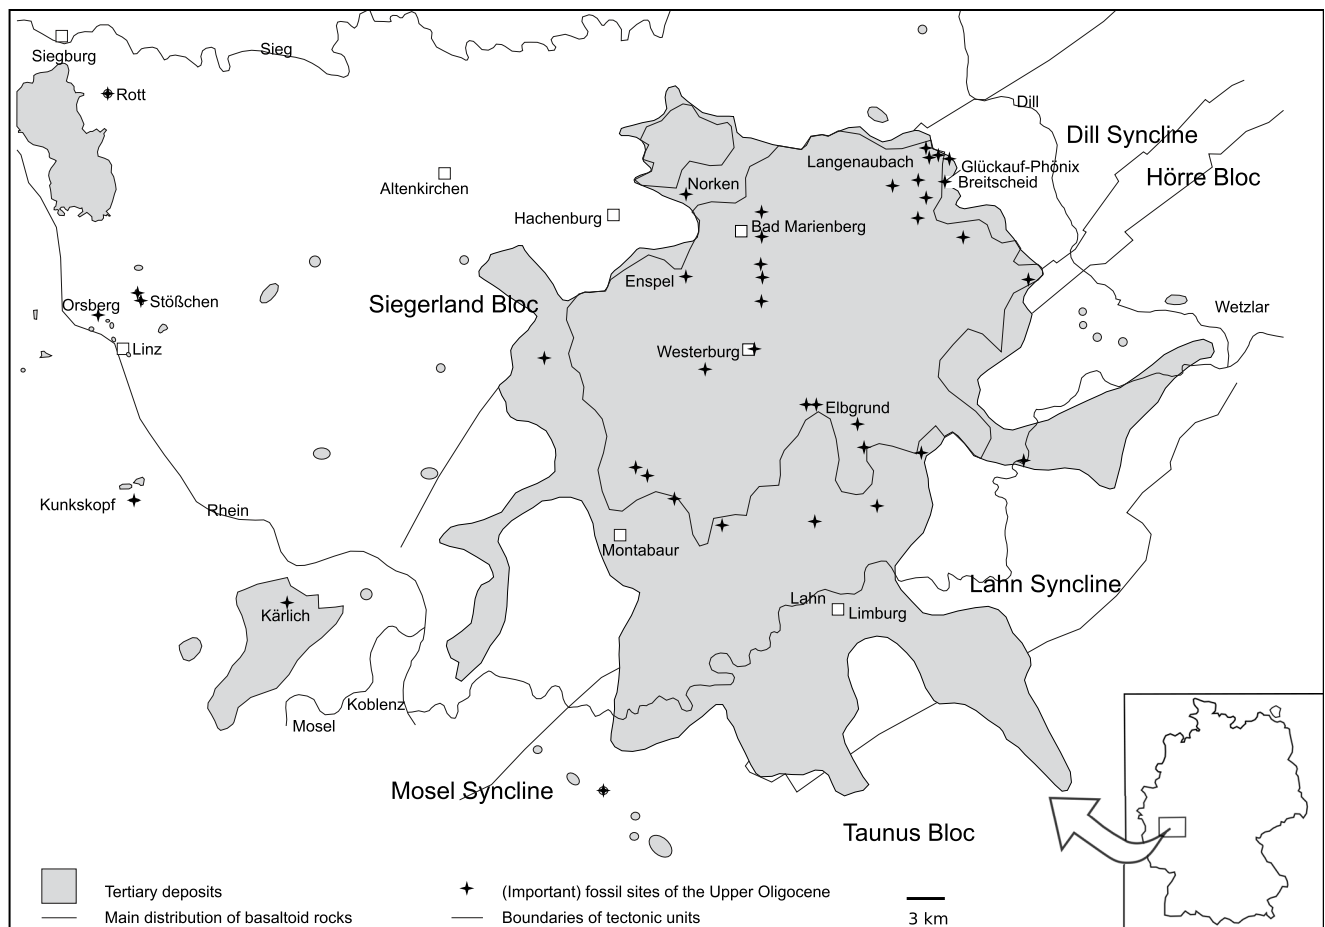 Siegburg
Sieg
Rott
Dill
Dill Syncline
Langenaubach
Glückauf-Phönix
Breitscheid
Hörre Bloc
Altenkirchen
Norken
Hachenburg
Bad Marienberg
Enspel
Orsberg
Stößchen
Siegerland Bloc
Wetzlar
Linz
Westerburg
Elbgrund
Kunkskopf
Rhein
Montabaur
Lahn Syncline
Kärlich
Lahn
Limburg
Koblenz
Mosel
Mosel Syncline
Taunus Bloc
Tertiary deposits
(Important) fossil sites of the Upper Oligocene
Main distribution of basaltoid rocks
Boundaries of tectonic units
3 km